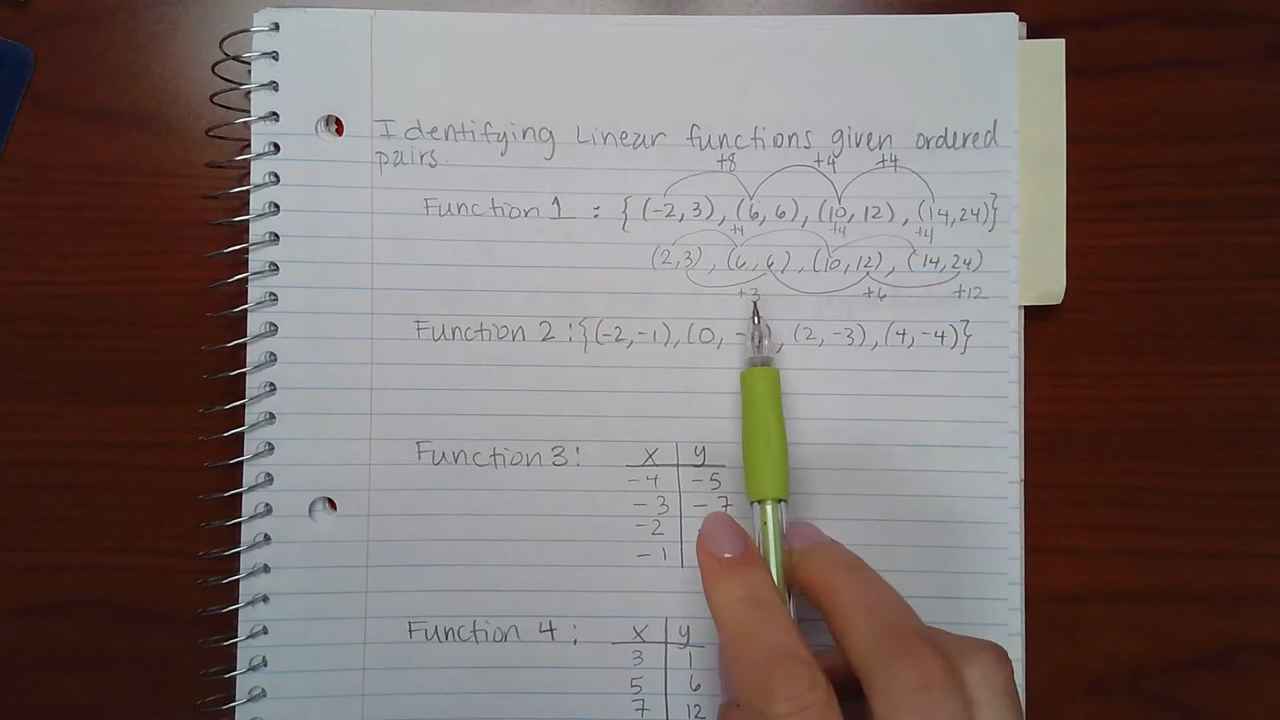 Identifying Linear functions given ordered
pairs.
+8 +4 +4
Function 1 : {(-2,3), (6,6), (10,12), (14,24)}
+4 +4 +4
(2,3), (6,6), (10,12), (14,24)
+3 +6 +12
Function 2 : {(-2,-1), (0, - ), (2,-3), (4,-4)}
Function 3: x y
-4 -5
-3 -7
-2
-1
Function 4 : x y
3 1
5 6
7 12